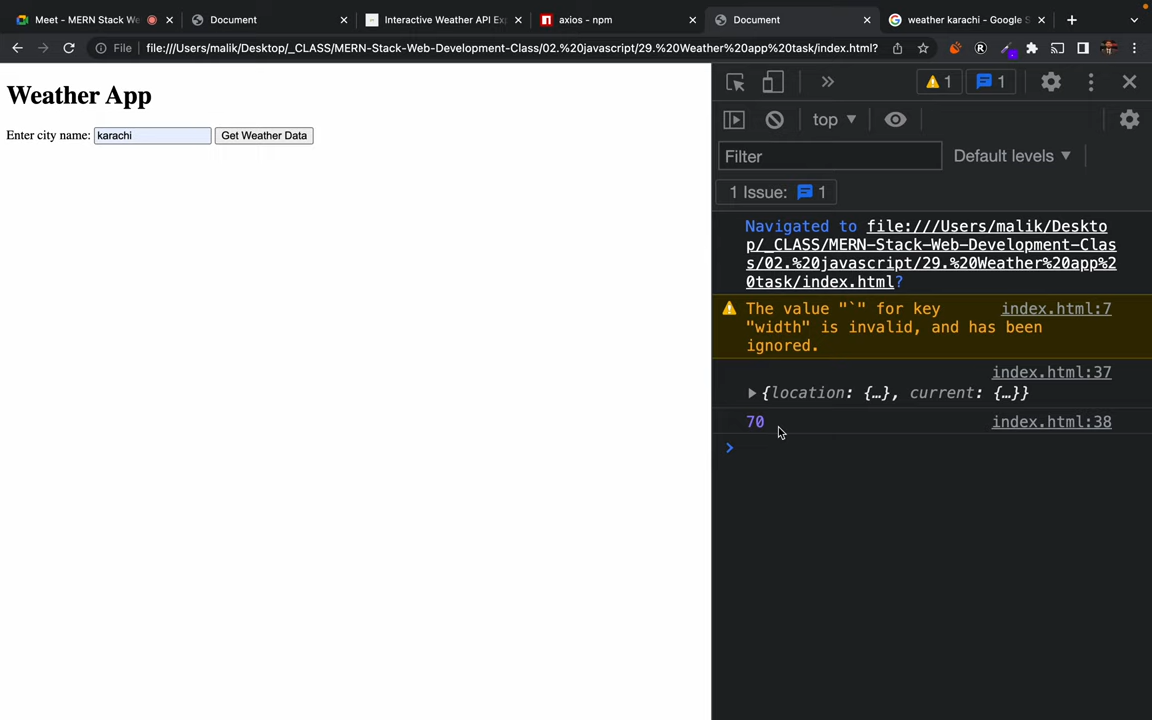 Meet - MERN Stack We
Document
Interactive Weather API Exp
axios - npm
Document
weather karachi - Google S
File
file:///Users/malik/Desktop/_CLASS/MERN-Stack-Web-Development-Class/02.%20javascript/29.%20Weather%20app%20task/index.html?
Weather App
Enter city name: karachi Get Weather Data
1
1
top
Filter
Default levels
1 Issue: 1
Navigated to file:///Users/malik/Deskto
p/_CLASS/MERN-Stack-Web-Development-Clas
s/02.%20javascript/29.%20Weather%20app%2
0task/index.html?
The value "`" for key index.html:7
"width" is invalid, and has been
ignored.
index.html:37
{location: {…}, current: {…}}
70 index.html:38